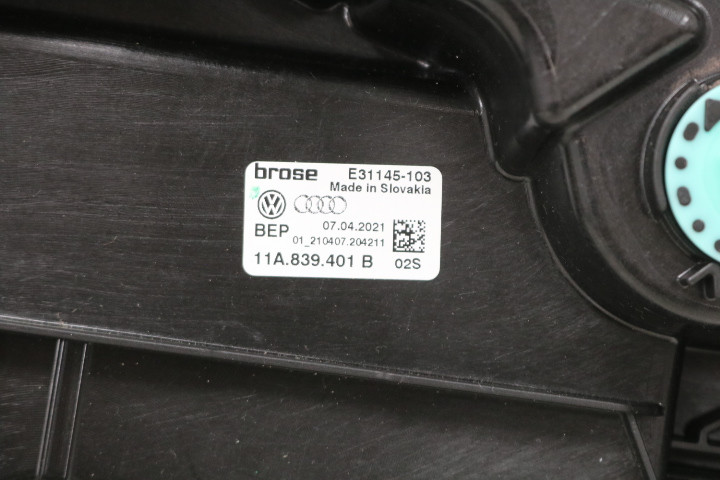 brose E31145-103
Made in Slovakia
BEP 07.04.2021
01_210407.204211
11A.839.401 B 02S